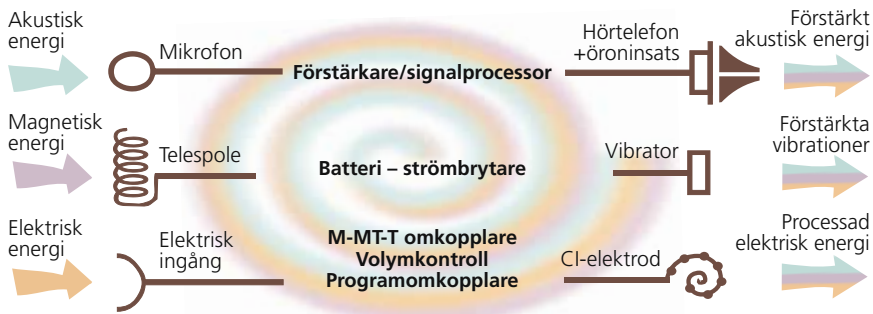 Akustisk
energi
Mikrofon
Förstärkare/signalprocessor
Hörtelefon
+öroninsats
Förstärkt
akustisk energi
Magnetisk
energi
Telespole
Batteri – strömbrytare
Vibrator
Förstärkta
vibrationer
Elektrisk
energi
Elektrisk
ingång
M-MT-T omkopplare
Volymkontroll
Programomkopplare
CI-elektrod
Processad
elektrisk energi